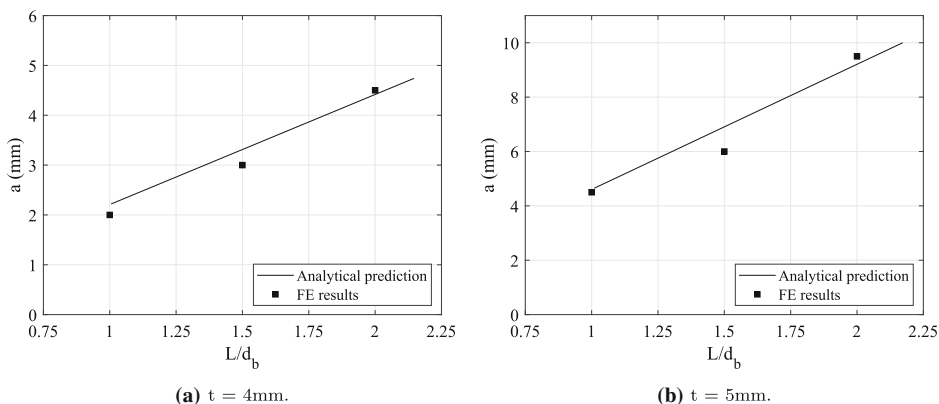 6
5
4
3
2
1
0
a (mm)
0.75 1 1.25 1.5 1.75 2 2.25
L/d_b
Analytical prediction
FE results
(a) t = 4mm.
10
8
6
4
2
0
a (mm)
0.75 1 1.25 1.5 1.75 2 2.25
L/d_b
Analytical prediction
FE results
(b) t = 5mm.